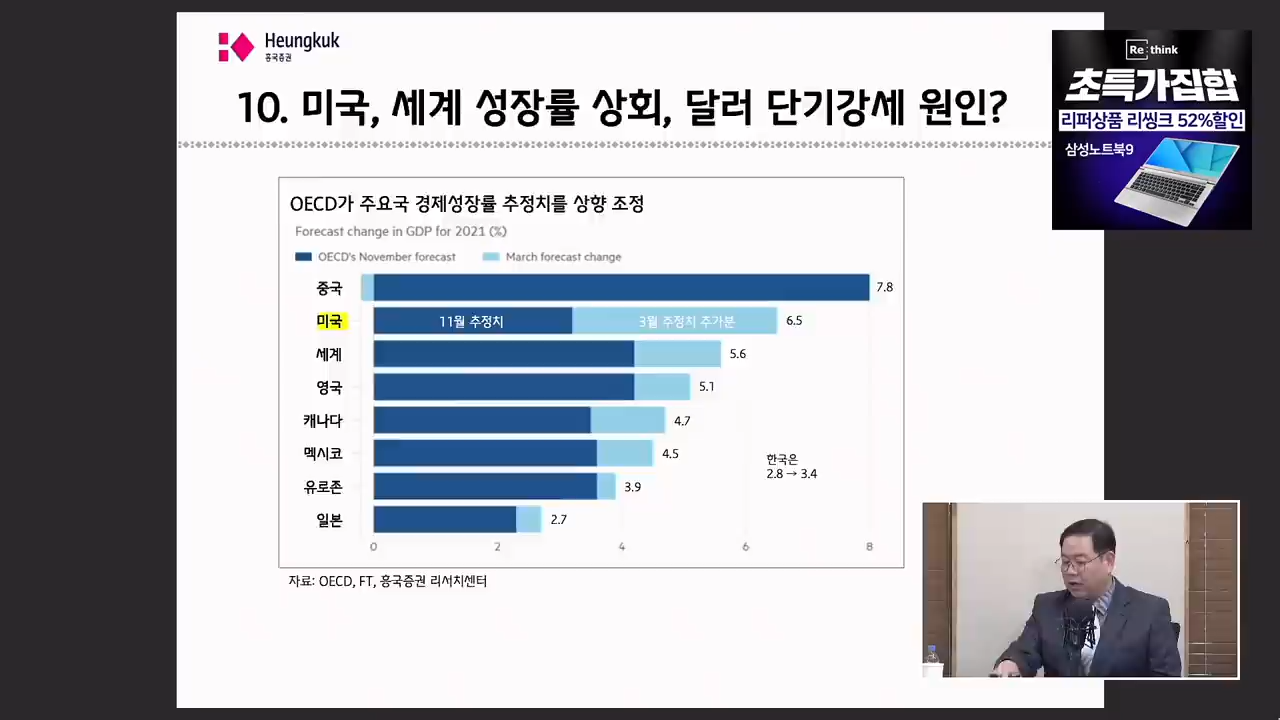 Heungkuk
흥국증권
10. 미국, 세계 성장률 상회, 달러 단기강세 원인?
Re:think
초특가집합
리퍼상품 리씽크 52%할인
삼성노트북9
OECD가 주요국 경제성장률 추정치를 상향 조정
Forecast change in GDP for 2021 (%)
OECD's November forecast
March forecast change
중국 7.8
미국 11월 추정치 3월 추정치 추가분 6.5
세계 5.6
영국 5.1
캐나다 4.7
멕시코 4.5
유로존 3.9
일본 2.7
한국은
2.8 → 3.4
0 2 4 6 8
자료: OECD, FT, 흥국증권 리서치센터